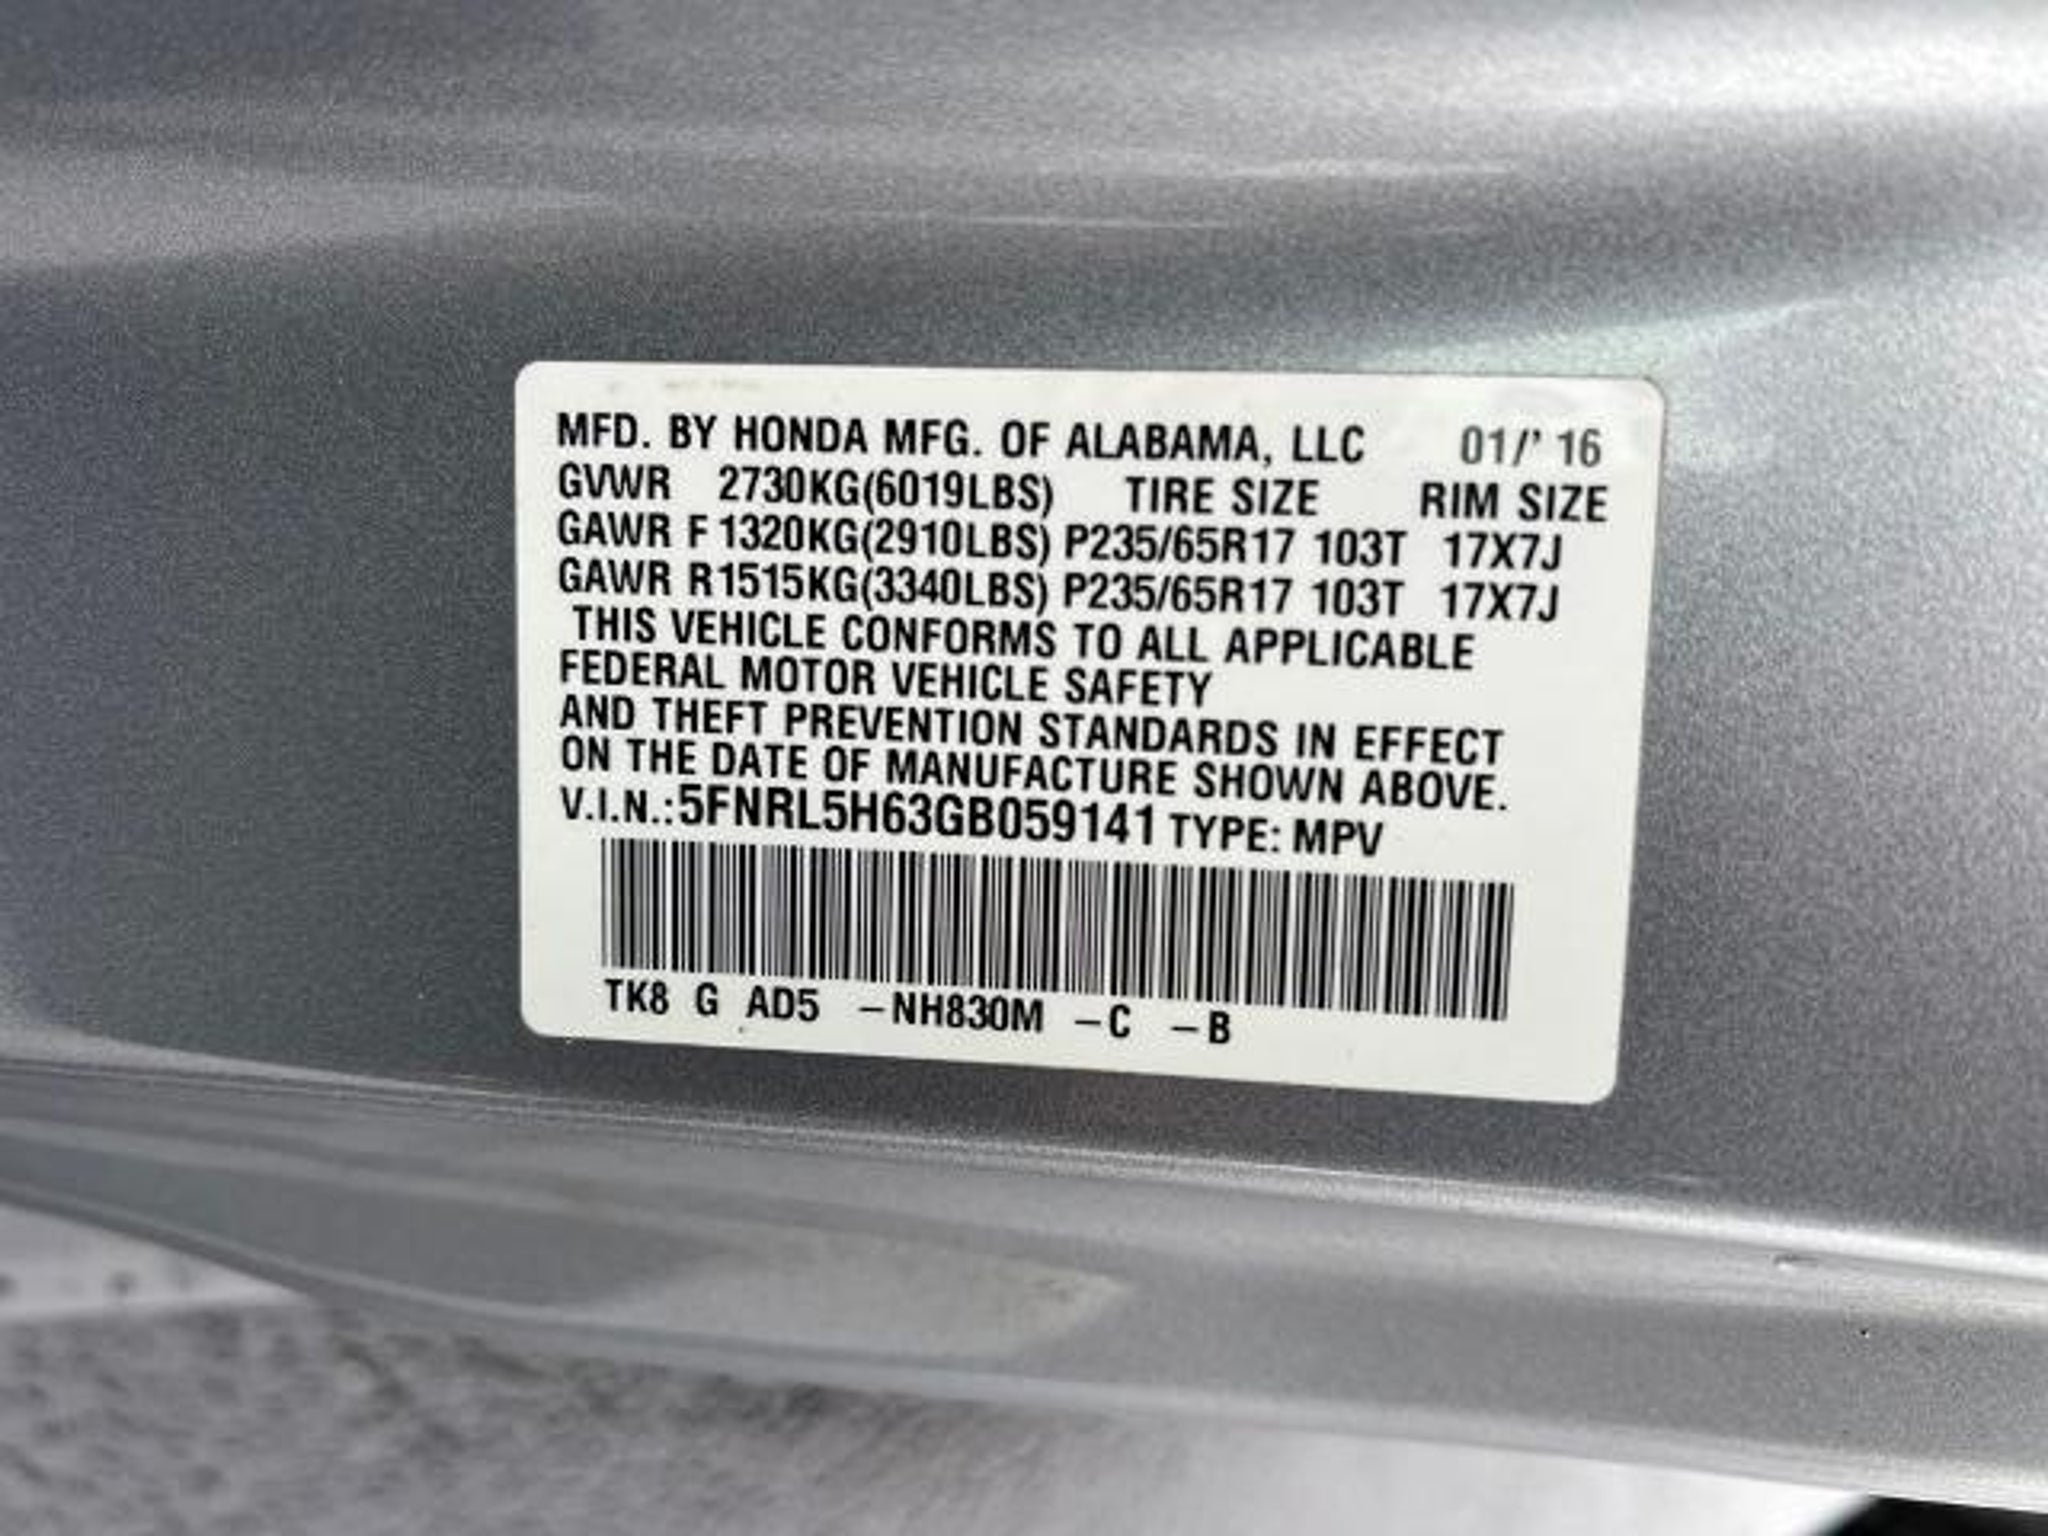 MFD. BY HONDA MFG. OF ALABAMA, LLC 01/' 16
GVWR 2730KG(6019LBS) TIRE SIZE RIM SIZE
GAWR F 1320KG(2910LBS) P235/65R17 103T 17X7J
GAWR R1515KG(3340LBS) P235/65R17 103T 17X7J
THIS VEHICLE CONFORMS TO ALL APPLICABLE
FEDERAL MOTOR VEHICLE SAFETY
AND THEFT PREVENTION STANDARDS IN EFFECT
ON THE DATE OF MANUFACTURE SHOWN ABOVE.
V.I.N.:5FNRL5H63GB059141 TYPE: MPV
TK8 G AD5 –NH830M –C –B